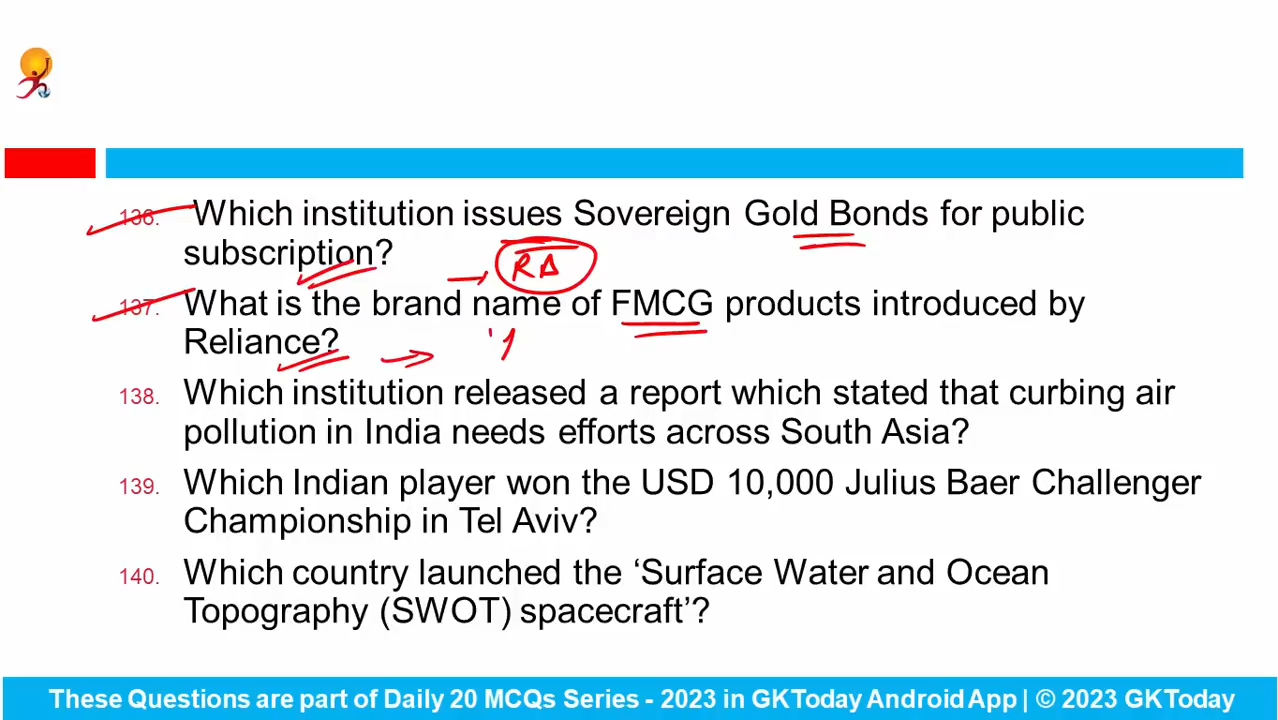 136. Which institution issues Sovereign Gold Bonds for public
subscription?
137. What is the brand name of FMCG products introduced by
Reliance?
138. Which institution released a report which stated that curbing air
pollution in India needs efforts across South Asia?
139. Which Indian player won the USD 10,000 Julius Baer Challenger
Championship in Tel Aviv?
140. Which country launched the ‘Surface Water and Ocean
Topography (SWOT) spacecraft’?
These Questions are part of Daily 20 MCQs Series - 2023 in GKToday Android App | © 2023 GKToday